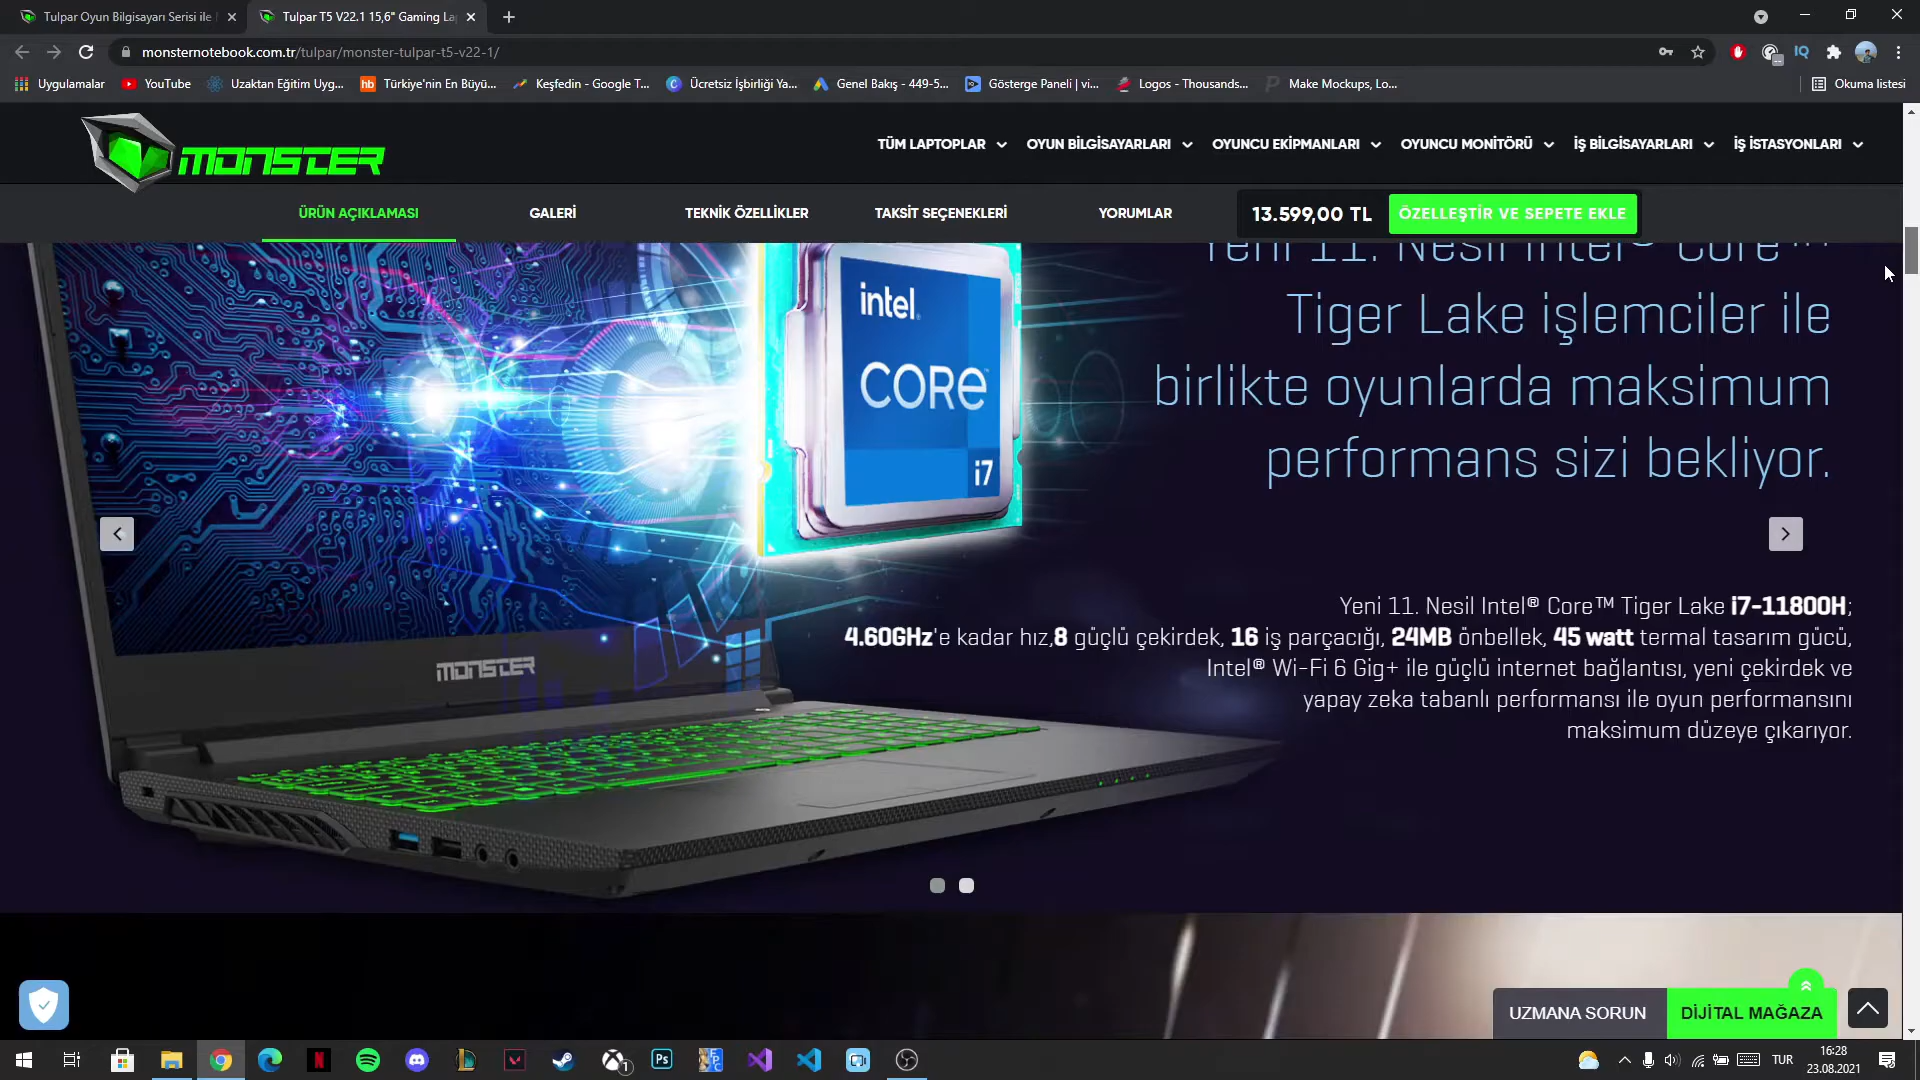 Tulpar Oyun Bilgisayarı Serisi ile
Tulpar T5 V22.1 15,6" Gaming La
monsternotebook.com.tr/tulpar/monster-tulpar-t5-v22-1/
IQ
Uygulamalar
YouTube
Uzaktan Eğitim Uyg...
hb
Türkiye'nin En Büyü...
Keşfedin - Google T...
Ücretsiz İşbirliği Ya...
Genel Bakış - 449-5...
Gösterge Paneli | vi...
Logos - Thousands...
Make Mockups, Lo...
Okuma listesi
MONSTER
TÜM LAPTOPLAR
OYUN BİLGİSAYARLARI
OYUNCU EKİPMANLARI
OYUNCU MONİTÖRÜ
İŞ BİLGİSAYARLARI
İŞ İSTASYONLARI
ÜRÜN AÇIKLAMASI
GALERİ
TEKNİK ÖZELLİKLER
TAKSİT SEÇENEKLERİ
YORUMLAR
13.599,00 TL
ÖZELLEŞTİR VE SEPETE EKLE
Yeni 11. Nesil Intel® Core™
Tiger Lake işlemciler ile
birlikte oyunlarda maksimum
performans sizi bekliyor.
intel.
CORE™
i7
Yeni 11. Nesil Intel® Core™ Tiger Lake i7-11800H;
4.60GHz'e kadar hız,8 güçlü çekirdek, 16 iş parçacığı, 24MB önbellek, 45 watt termal tasarım gücü,
Intel® Wi-Fi 6 Gig+ ile güçlü internet bağlantısı, yeni çekirdek ve
yapay zeka tabanlı performansı ile oyun performansını
maksimum düzeye çıkarıyor.
MONSTER
UZMANA SORUN
DİJİTAL MAĞAZA
Ps
1
TUR
16:28
23.08.2021